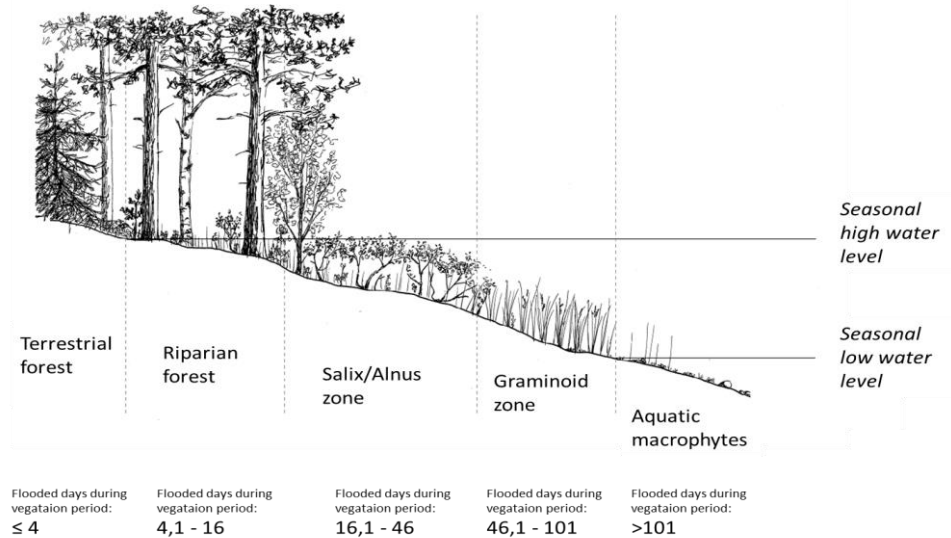 Seasonal
high water
level
Terrestrial
forest
Riparian
forest
Salix/Alnus
zone
Graminoid
zone
Aquatic
macrophytes
Seasonal
low water
level
Flooded days during
vegataion period:
≤ 4
Flooded days during
vegataion period:
4,1 - 16
Flooded days during
vegataion period:
16,1 - 46
Flooded days during
vegataion period:
46,1 - 101
Flooded days during
vegataion period:
>101